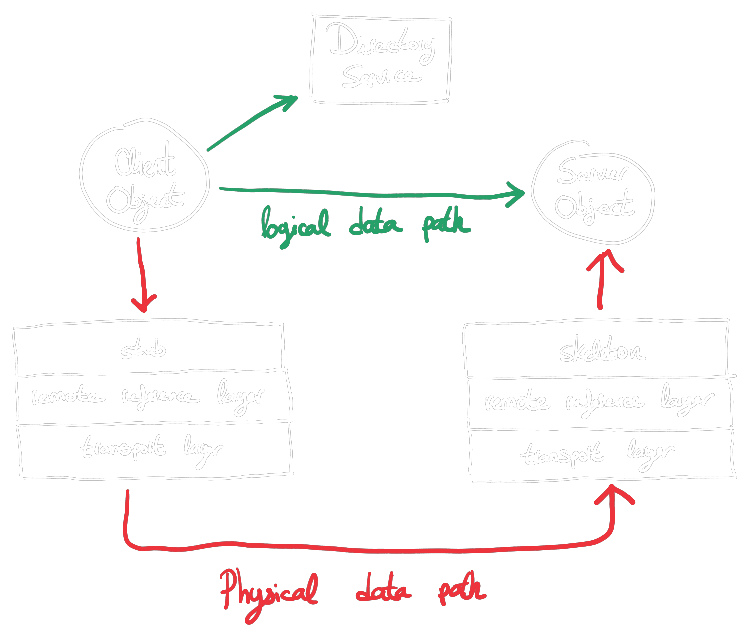 Directory
Service
Client
Object
Server
Object
logical data path
stub
skeleton
remote reference layer
remote reference layer
transport layer
transport layer
Physical data path